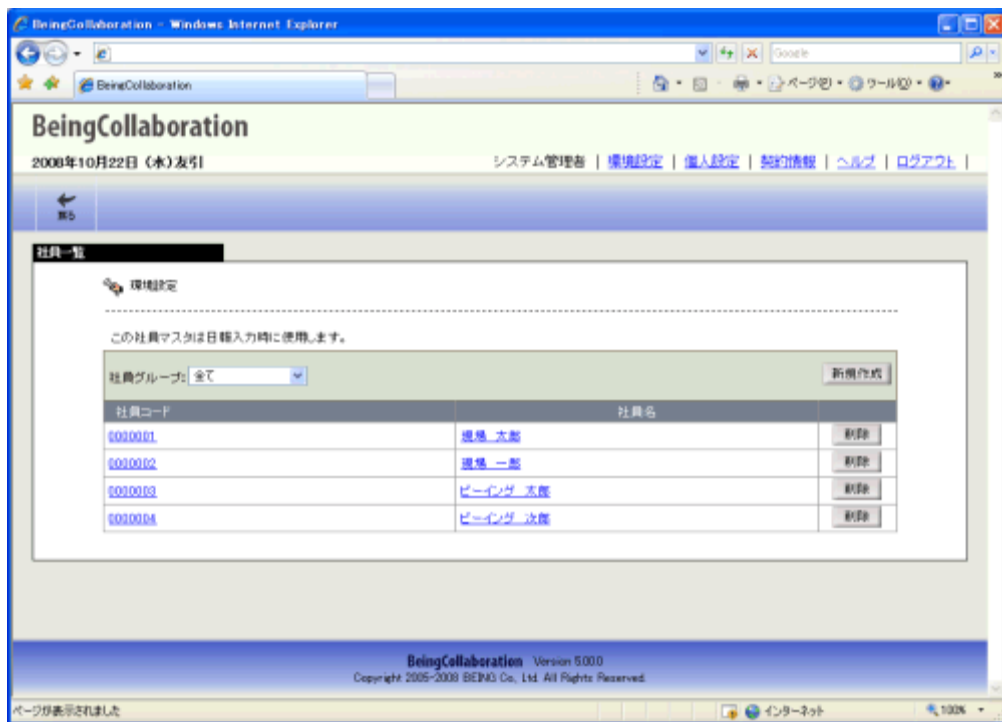 BeingCollaboration - Windows Internet Explorer
Google
BeingCollaboration
ページ(P) ツール(O)
BeingCollaboration
2008年10月22日 (水) 友引
システム管理者 | 環境設定 | 個人設定 | 契約情報 | ヘルプ | ログアウト |
戻る
社員一覧
環境設定
この社員マスタは日報入力時に使用します。
社員グループ: 全て
新規作成
社員コード 社員名
0000001 現場 太郎 削除
0000002 現場 一郎 削除
0000003 ビーイング 太郎 削除
0000004 ビーイング 次郎 削除
BeingCollaboration Version 5.00.0
Copyright 2005-2008 BEING Co., Ltd. All Rights Reserved.
ページが表示されました
インターネット
100%